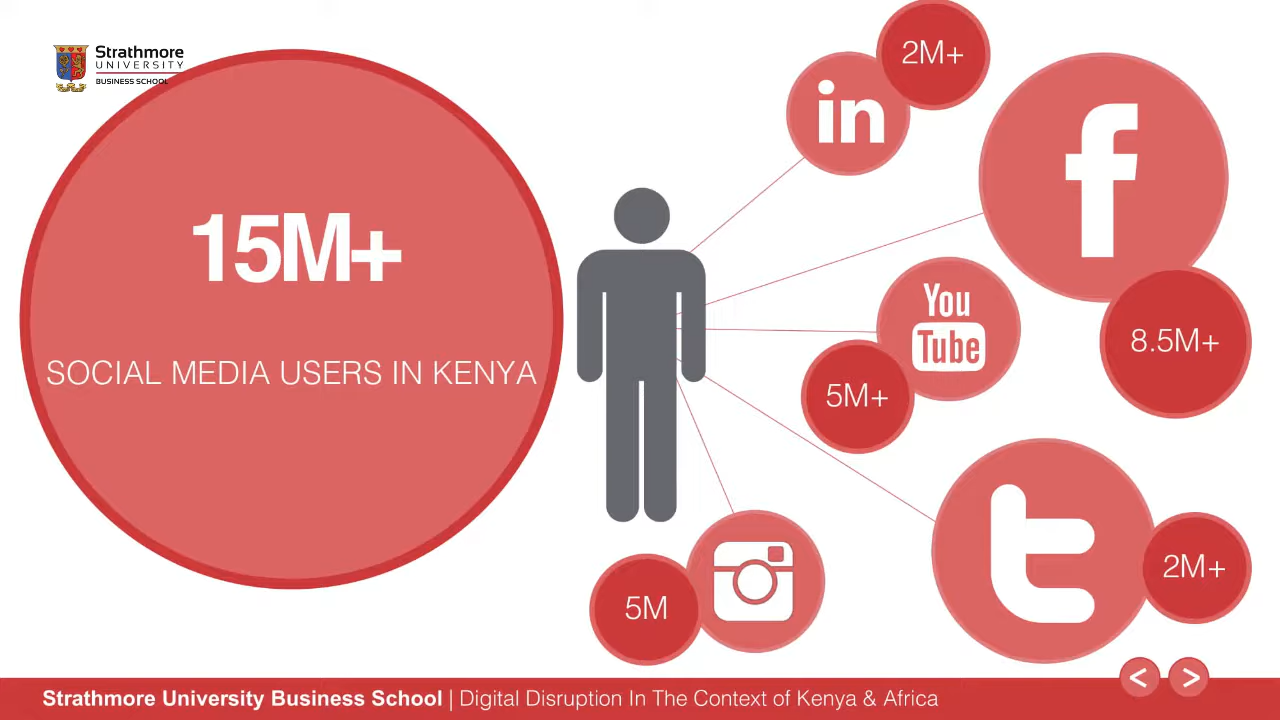 Strathmore
UNIVERSITY
BUSINESS SCHOOL
15M+
SOCIAL MEDIA USERS IN KENYA
in
2M+
f
8.5M+
You
Tube
5M+
t
2M+
5M
Strathmore University Business School | Digital Disruption In The Context of Kenya & Africa